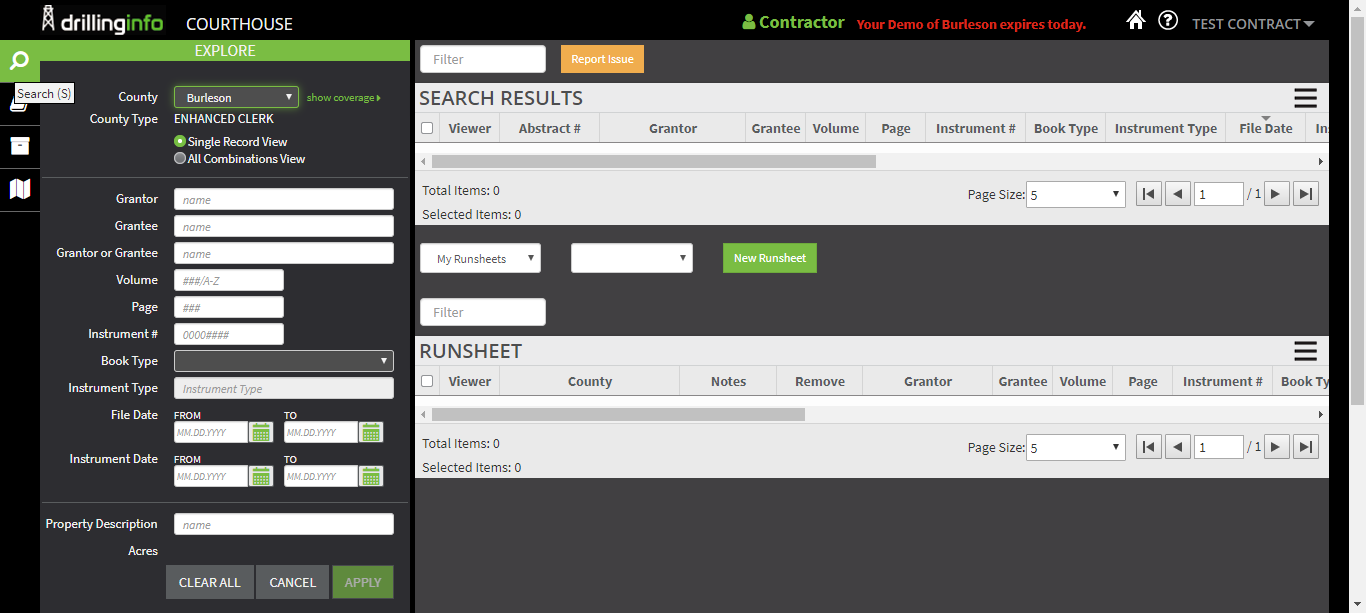 drillinginfo COURTHOUSE
Contractor Your Demo of Burleson expires today.
TEST CONTRACT
EXPLORE
Search (S)
County Burleson show coverage
County Type ENHANCED CLERK
Single Record View
All Combinations View
Grantor name
Grantee name
Grantor or Grantee name
Volume ###/A-Z
Page ###
Instrument # 0000####
Book Type
Instrument Type Instrument Type
File Date FROM TO
MM.DD.YYYY MM.DD.YYYY
Instrument Date FROM TO
MM.DD.YYYY MM.DD.YYYY
Property Description name
Acres
CLEAR ALL CANCEL APPLY
Filter Report Issue
SEARCH RESULTS
Viewer Abstract # Grantor Grantee Volume Page Instrument # Book Type Instrument Type File Date In
Total Items: 0
Selected Items: 0
Page Size: 5 1 / 1
My Runsheets New Runsheet
Filter
RUNSHEET
Viewer County Notes Remove Grantor Grantee Volume Page Instrument # Book Ty
Total Items: 0
Selected Items: 0
Page Size: 5 1 / 1